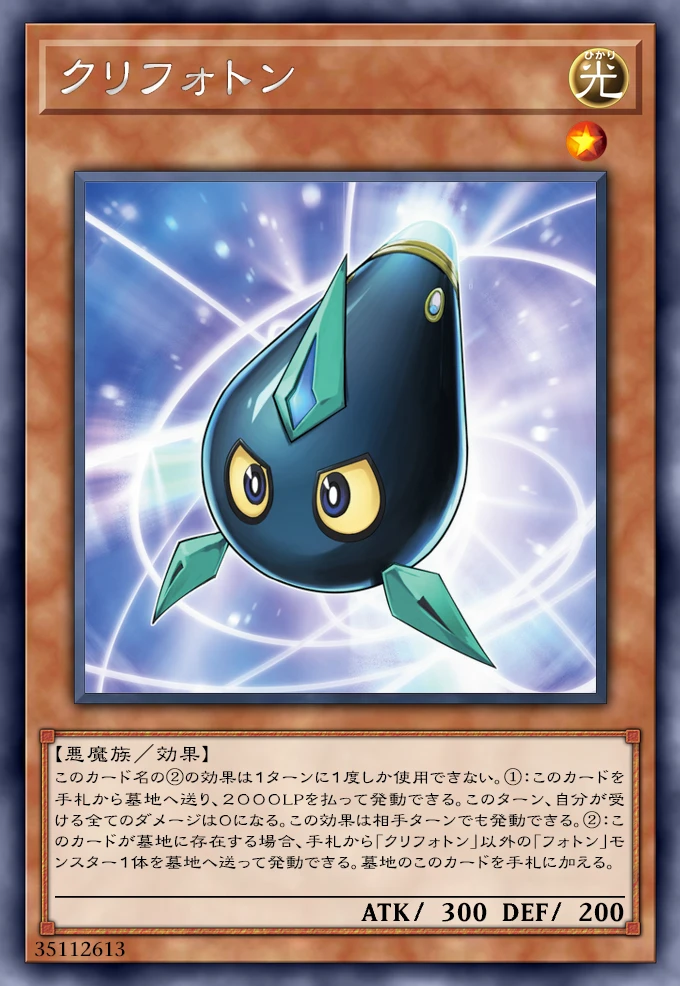 クリフォトン
ひかり
光
【悪魔族／効果】
このカード名の②の効果は１ターンに１度しか使用できない。①：このカードを
手札から墓地へ送り、２０００LPを払って発動できる。このターン、自分が受
ける全てのダメージは０になる。この効果は相手ターンでも発動できる。②：こ
のカードが墓地に存在する場合、手札から「クリフォトン」以外の「フォトン」モ
ンスター１体を墓地へ送って発動できる。墓地のこのカードを手札に加える。
ATK/ 300 DEF/ 200
35112613